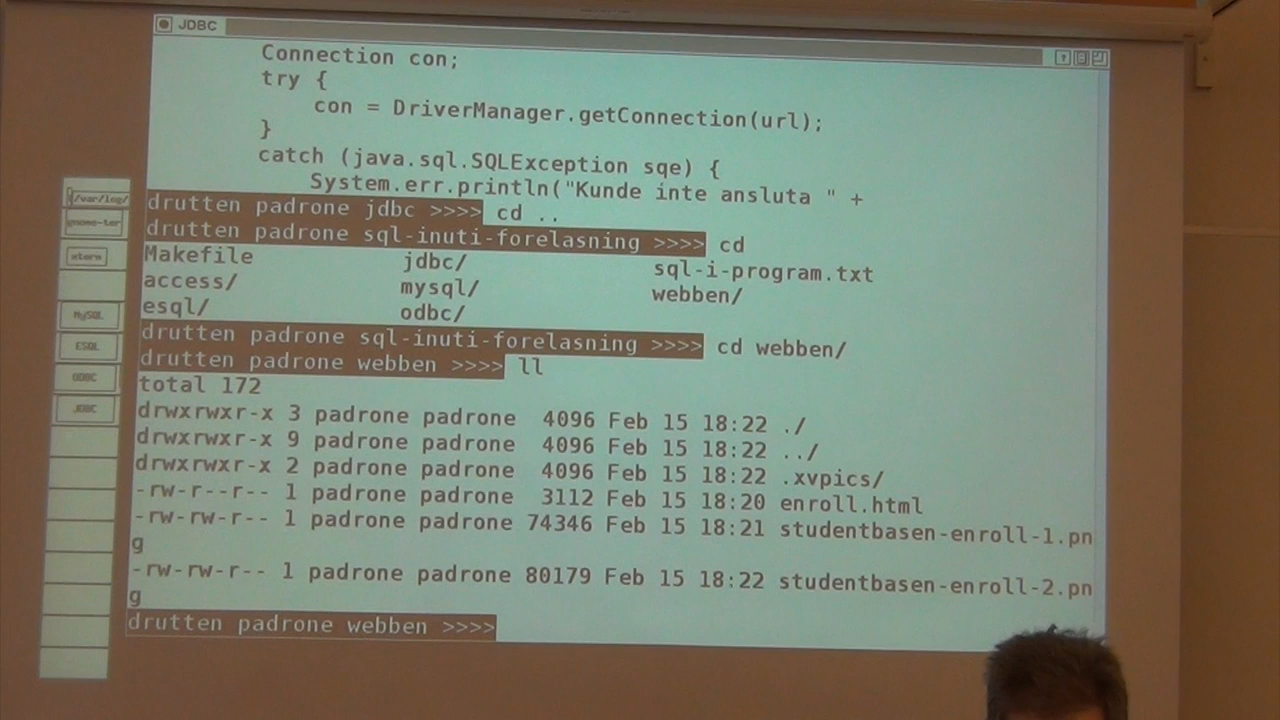 JDBC
Connection con;
try {
con = DriverManager.getConnection(url);
}
catch (java.sql.SQLException sqe) {
System.err.println("Kunde inte ansluta " +
drutten padrone jdbc >>>> cd ..
drutten padrone sql-inuti-forelasning >>>> cd
Makefile jdbc/ sql-i-program.txt
access/ mysql/ webben/
esql/ odbc/
drutten padrone sql-inuti-forelasning >>>> cd webben/
drutten padrone webben >>>> ll
total 172
drwxrwxr-x 3 padrone padrone 4096 Feb 15 18:22 ./
drwxrwxr-x 9 padrone padrone 4096 Feb 15 18:22 ../
drwxrwxr-x 2 padrone padrone 4096 Feb 15 18:22 .xvpics/
-rw-r--r-- 1 padrone padrone 3112 Feb 15 18:20 enroll.html
-rw-rw-r-- 1 padrone padrone 74346 Feb 15 18:21 studentbasen-enroll-1.pn
g
-rw-rw-r-- 1 padrone padrone 80179 Feb 15 18:22 studentbasen-enroll-2.pn
g
drutten padrone webben >>>>
/var/log/
gnome-ter
xterm
MySQL
ESQL
ODBC
JDBC